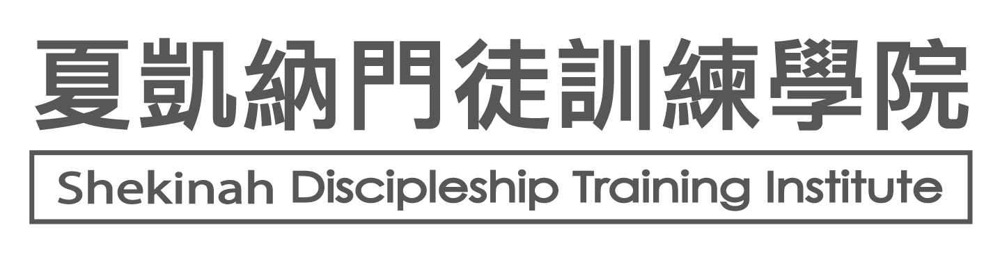 夏凱納門徒訓練學院
Shekinah Discipleship Training Institute